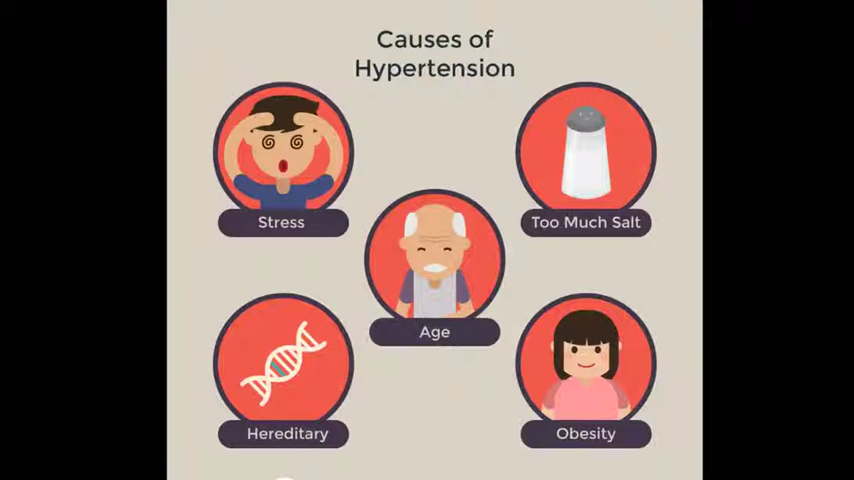 Causes of
Hypertension
Stress
Too Much Salt
Age
Hereditary
Obesity